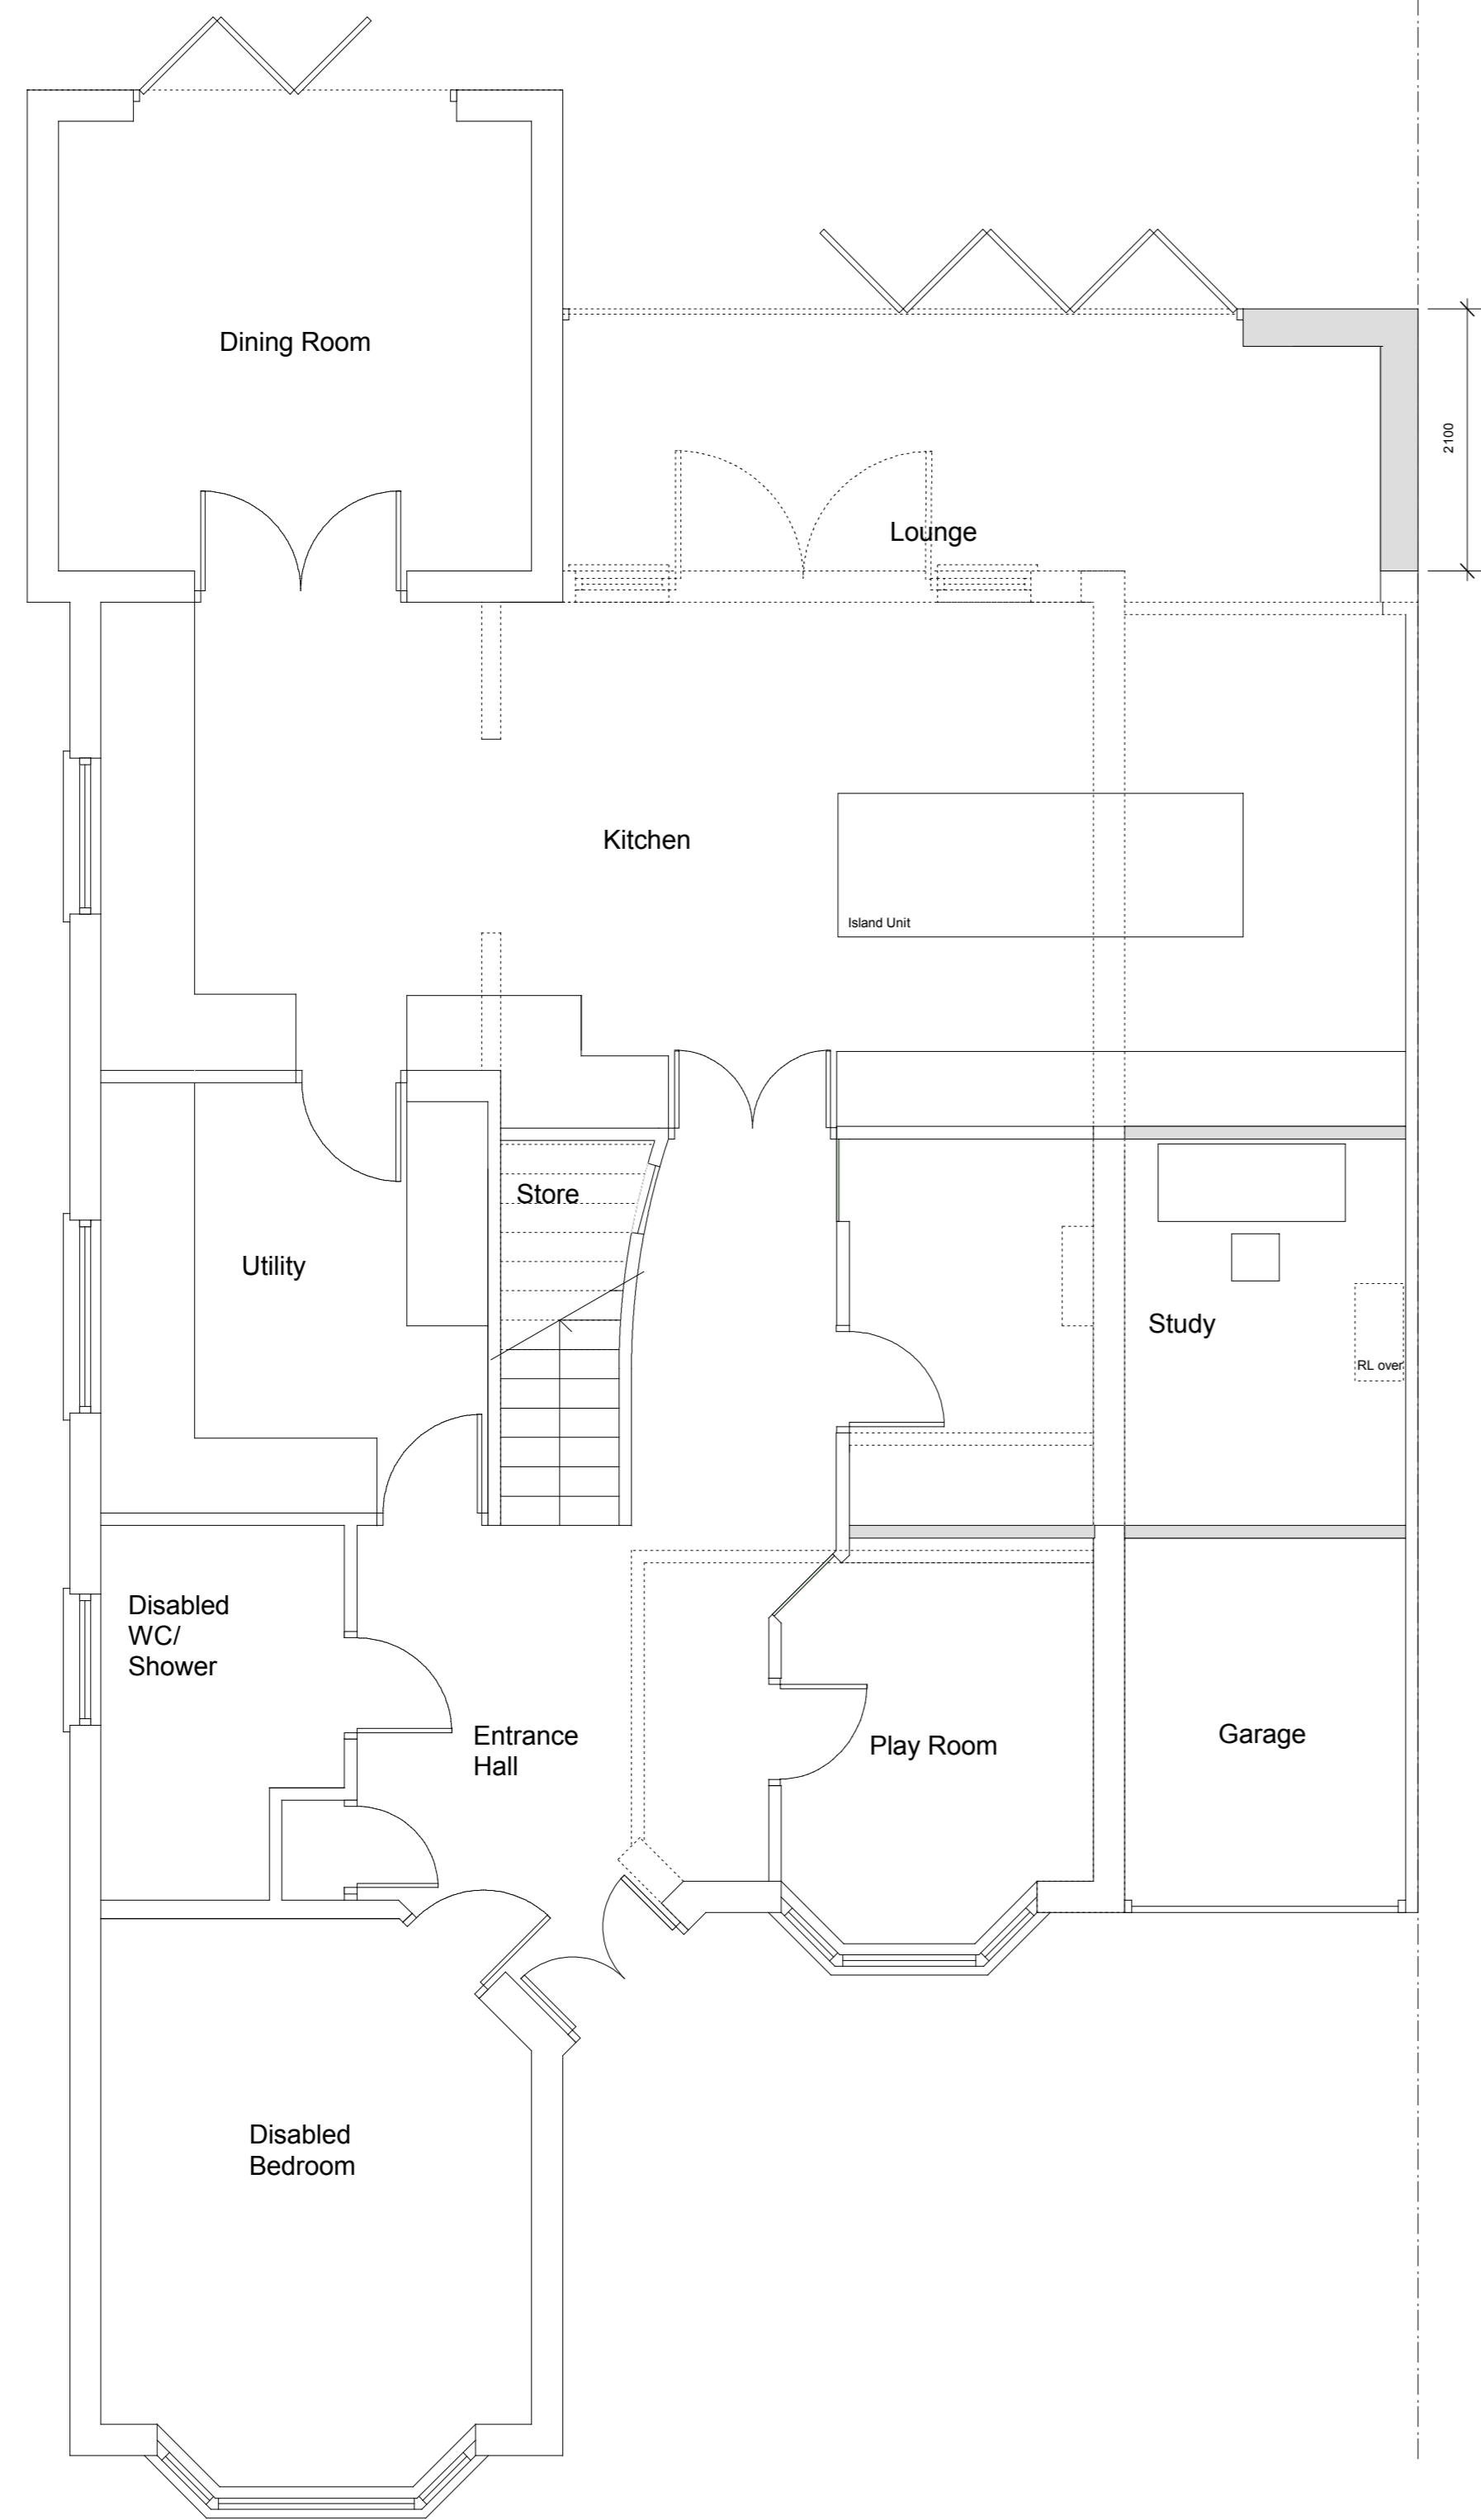 Dining Room
2100
Lounge
Kitchen
Island Unit
Store
Utility
Study
RL over
Disabled
WC/
Shower
Entrance
Hall
Play Room
Garage
Disabled
Bedroom